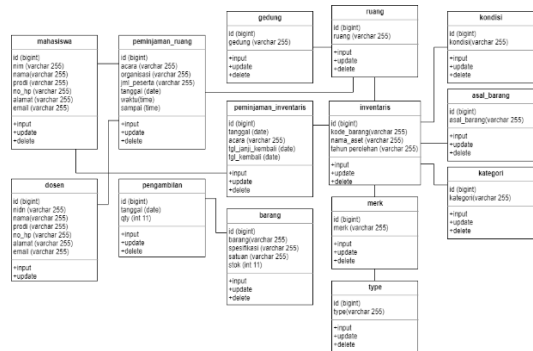 mahasiswa
id (bigint)
nim (varchar 255)
nama(varchar 255)
prodi (varchar 255)
no_hp (varchar 255)
alamat (varchar 255)
email (varchar 255)
+input
+update
+delete
peminjaman_ruang
id (bigint)
acara (varchar 255)
organisasi (varchar 255)
jml_peserta (varchar 255)
tanggal (date)
waktu(time)
sampai (time)
+input
+update
+delete
gedung
id (bigint)
gedung (varchar 255)
+input
+update
+delete
ruang
id (bigint)
ruang (varchar 255)
+input
+update
+delete
kondisi
id (bigint)
kondisi(varchar 255)
+input
+update
+delete
peminjaman_inventaris
id (bigint)
tanggal (date)
acara (varchar 255)
tgl_janji_kembali (date)
tgl_kembali (date)
+input
+update
+delete
inventaris
id (bigint)
kode_barang(varchar 255)
nama_aset(varchar 255)
tahun perolehan (varchar 255)
+input
+update
+delete
asal_barang
id (bigint)
asal_barang(varchar 255)
+input
+update
+delete
dosen
id (bigint)
nidn (varchar 255)
nama(varchar 255)
prodi (varchar 255)
no_hp (varchar 255)
alamat (varchar 255)
email (varchar 255)
+input
+update
pengambilan
id (bigint)
tanggal (date)
qty (int 11)
+input
+update
+delete
barang
id (bigint)
barang(varchar 255)
spesifikasi (varchar 255)
satuan (varchar 255)
stok (int 11)
+input
+update
+delete
merk
id (bigint)
merk (varchar 255)
+input
+update
+delete
kategori
id (bigint)
kategori(varchar 255)
+input
+update
+delete
type
id (bigint)
type(varchar 255)
+input
+update
+delete